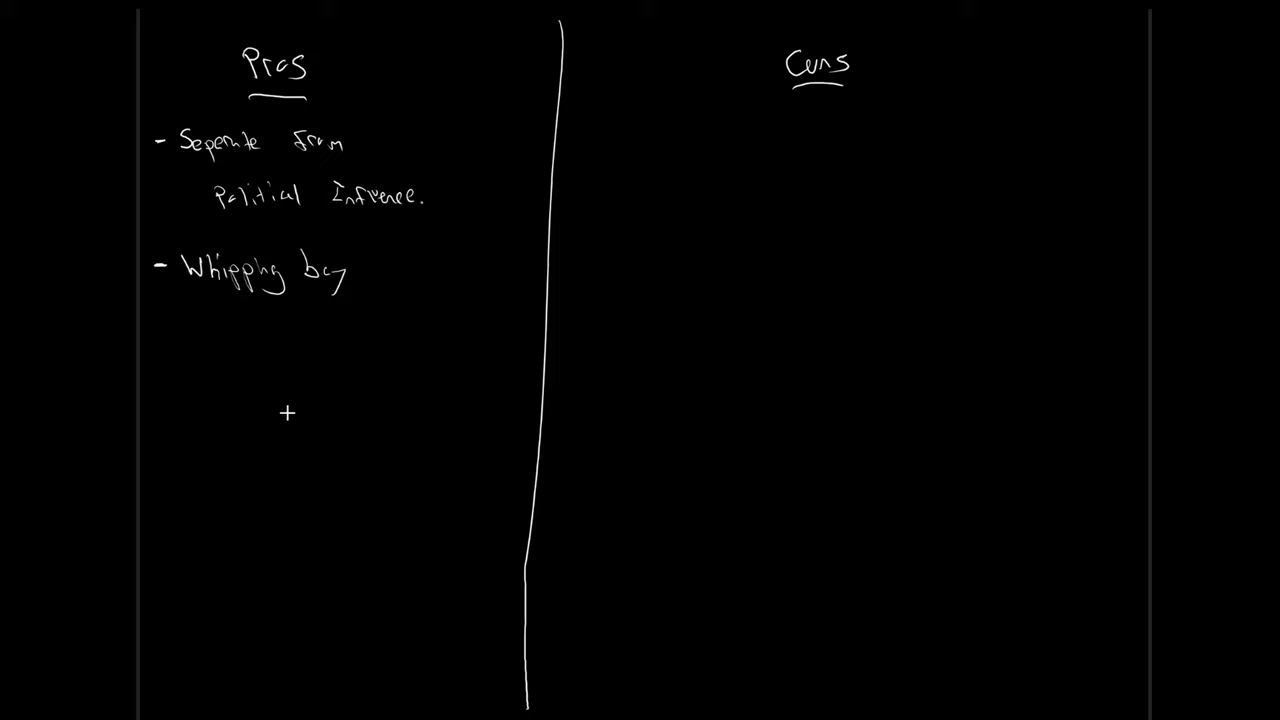 Pros
Cons
- Seperate from
Political Influence.
- Whipping boy